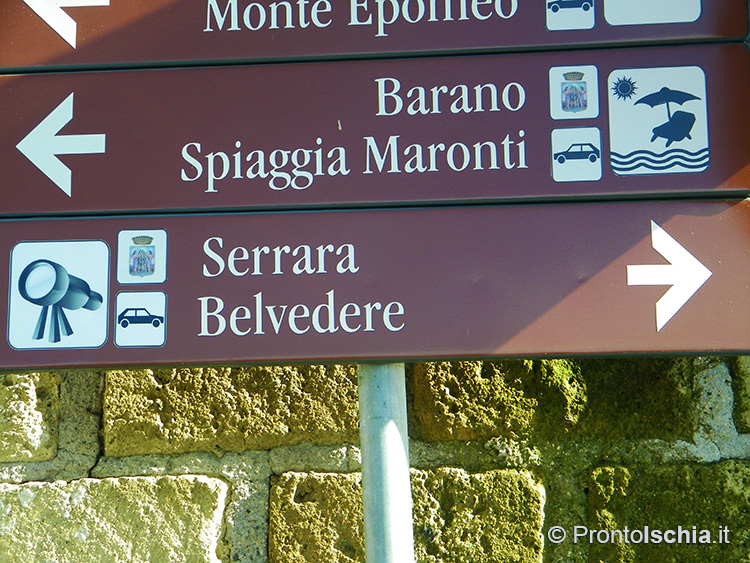 Monte Epomeo
Barano
Spiaggia Maronti
Serrara
Belvedere
© ProntoIschia.it